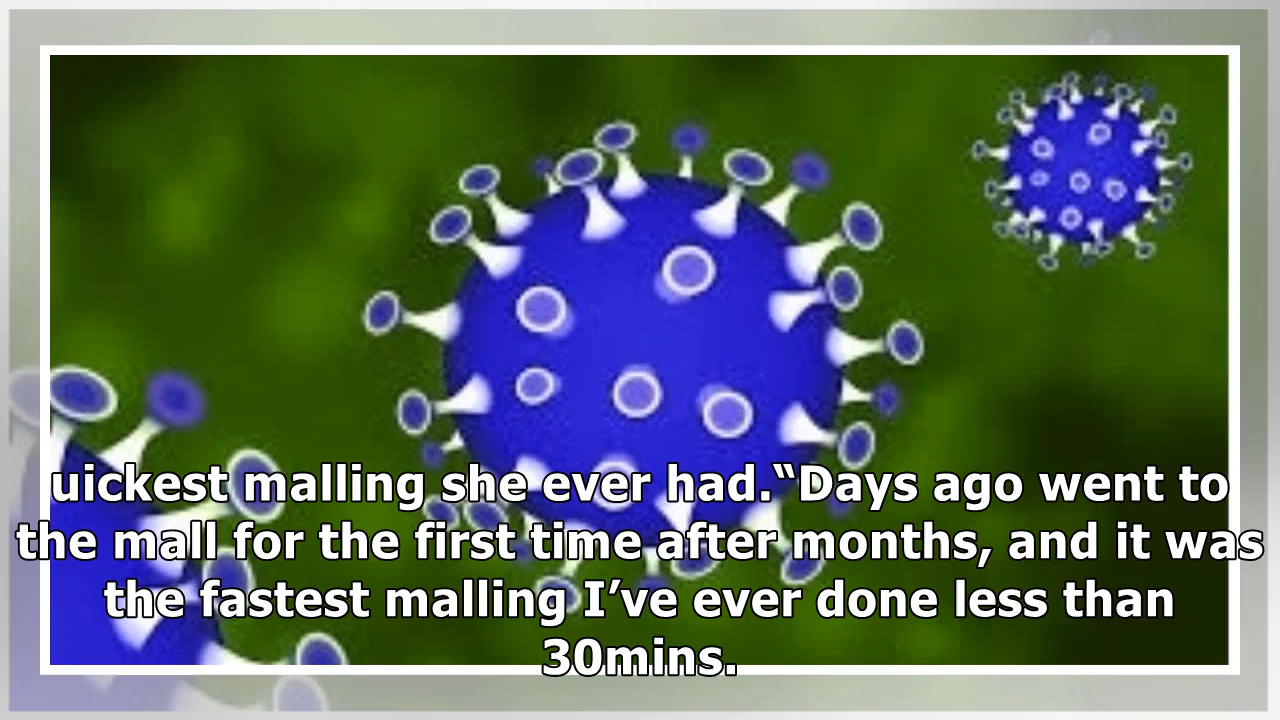 uickest malling she ever had.“Days ago went to
the mall for the first time after months, and it was
the fastest malling I’ve ever done less than
30mins.